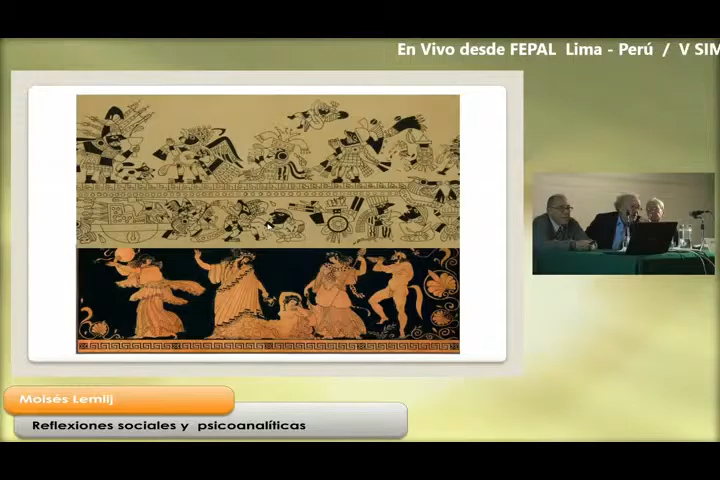 En Vivo desde FEPAL Lima - Perú / V SIM
Moisés Lemlij
Reflexiones sociales y psicoanalíticas